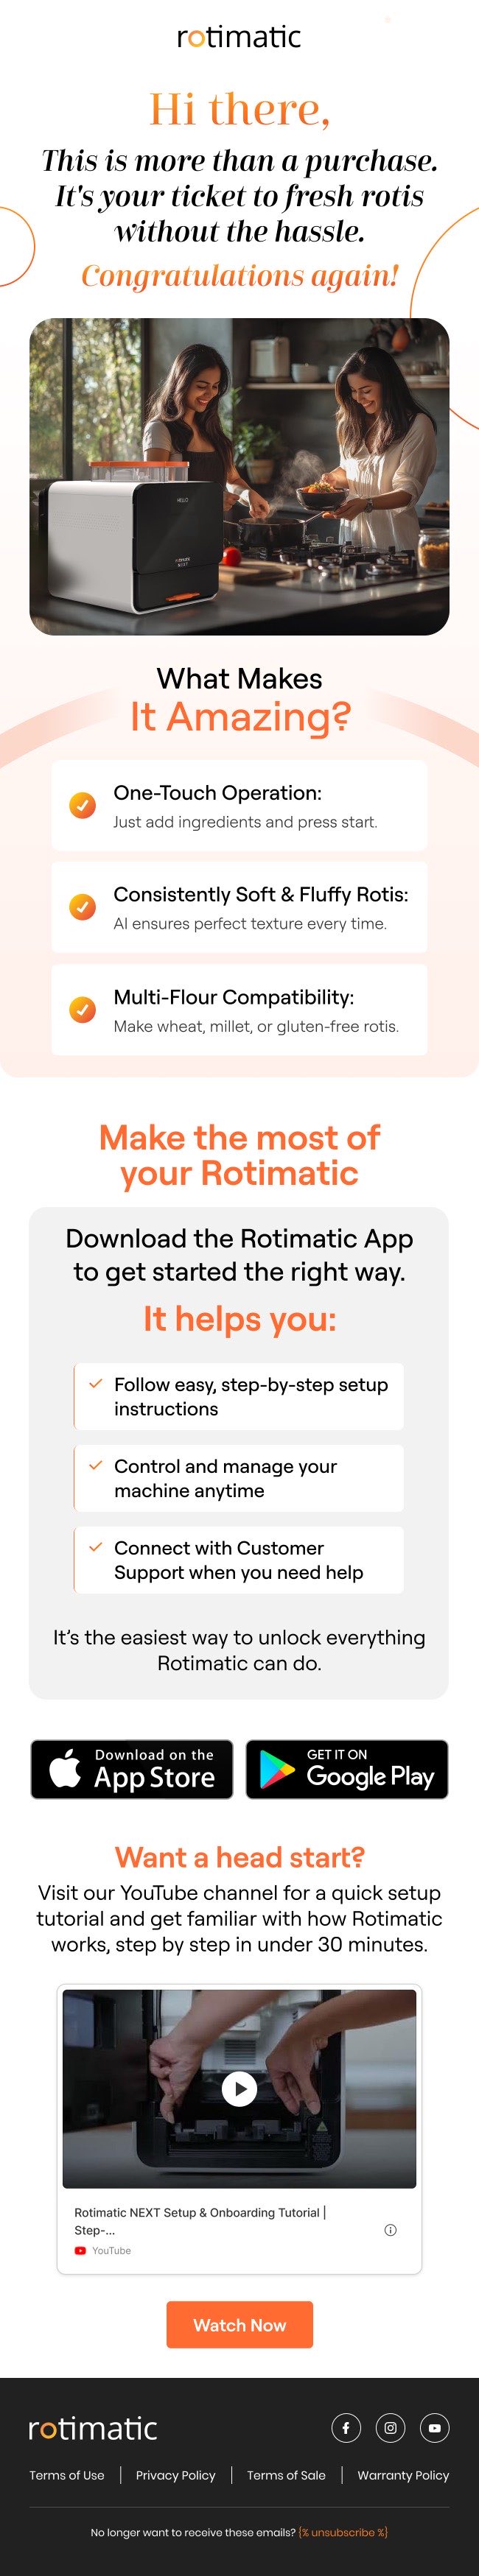 rotimatic
Hi there,
This is more than a purchase.
It's your ticket to fresh rotis
without the hassle.
Congratulations again!
HELLO
rotimatic
NEXT
What Makes
It Amazing?
One-Touch Operation:
Just add ingredients and press start.
Consistently Soft & Fluffy Rotis:
AI ensures perfect texture every time.
Multi-Flour Compatibility:
Make wheat, millet, or gluten-free rotis.
Make the most of
your Rotimatic
Download the Rotimatic App
to get started the right way.
It helps you:
Follow easy, step-by-step setup
instructions
Control and manage your
machine anytime
Connect with Customer
Support when you need help
It's the easiest way to unlock everything
Rotimatic can do.
Download on the
App Store
GET IT ON
Google Play
Want a head start?
Visit our YouTube channel for a quick setup
tutorial and get familiar with how Rotimatic
works, step by step in under 30 minutes.
Rotimatic NEXT Setup & Onboarding Tutorial |
Step-...
YouTube
Watch Now
rotimatic
Terms of Use | Privacy Policy | Terms of Sale | Warranty Policy
No longer want to receive these emails? {% unsubscribe %}